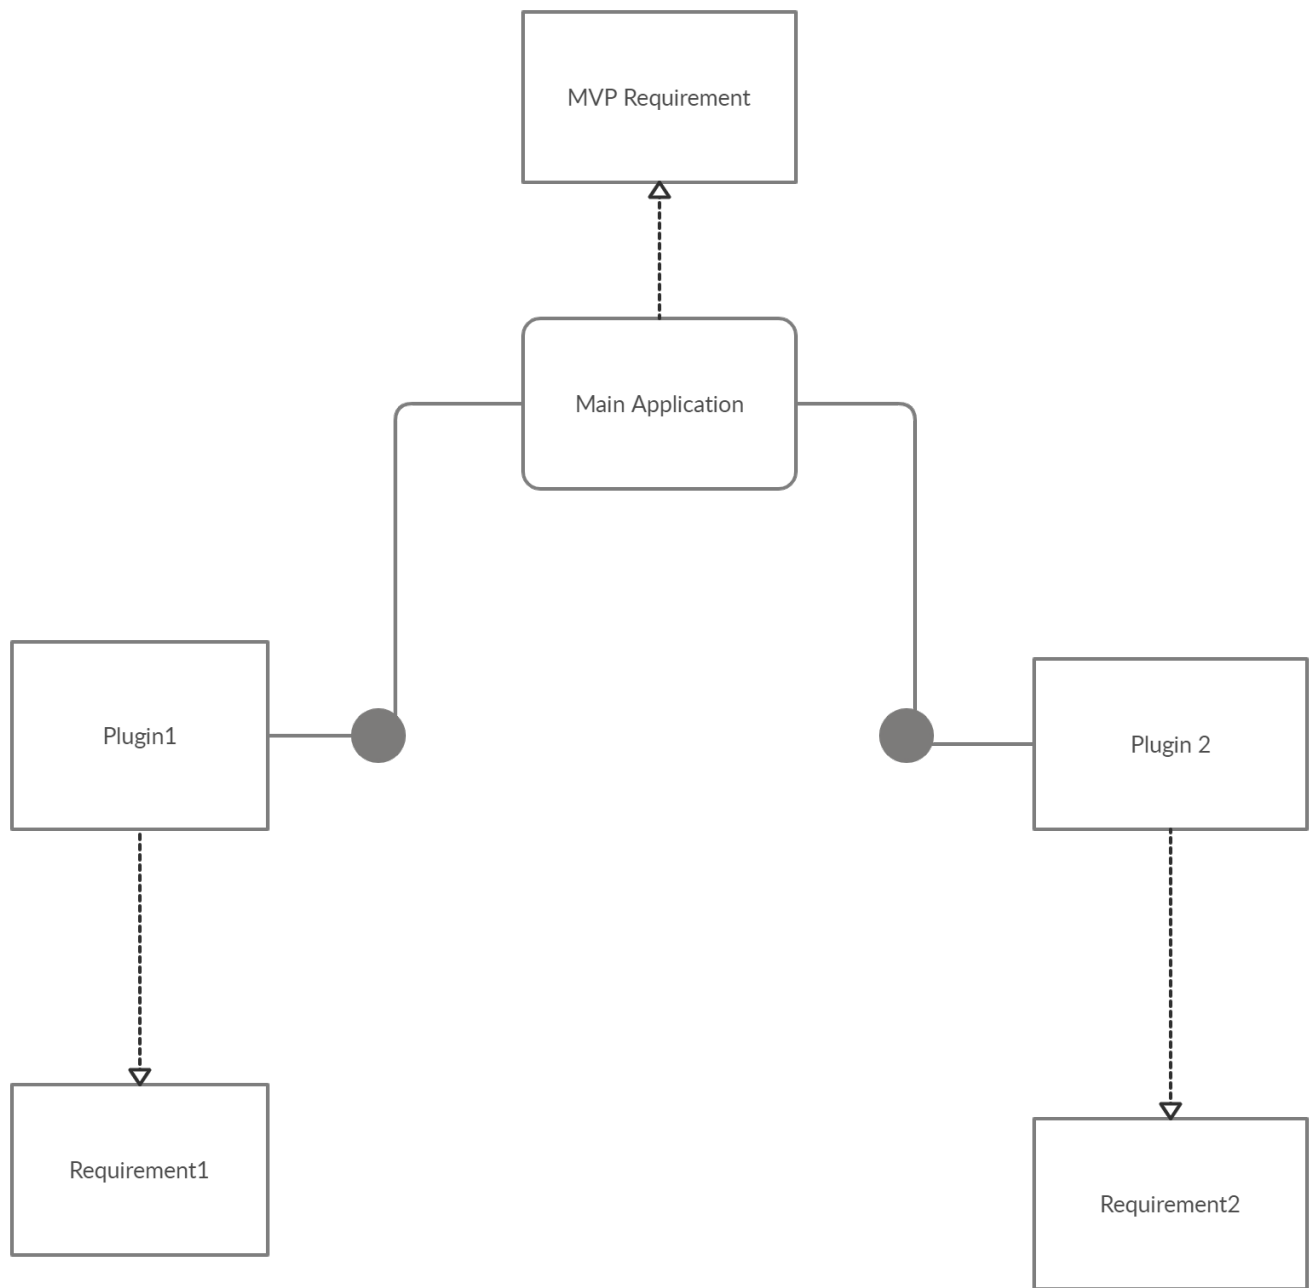 MVP Requirement
Main Application
Plugin1
Plugin 2
Requirement1
Requirement2